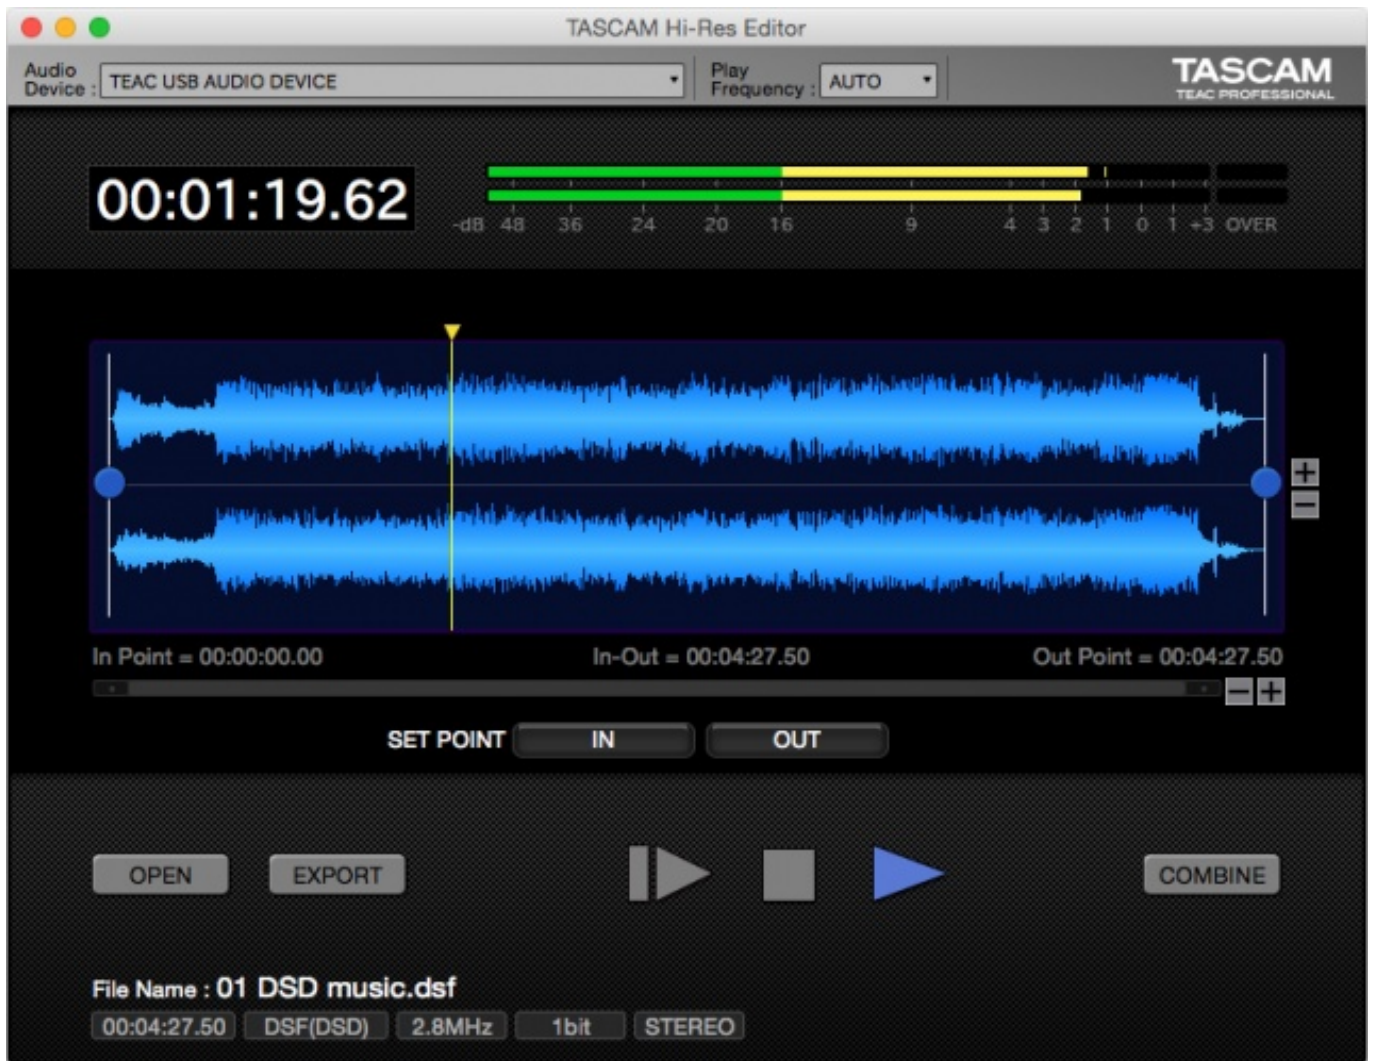 TASCAM Hi-Res Editor
Audio Device : TEAC USB AUDIO DEVICE
Play Frequency : AUTO
TASCAM
TEAC PROFESSIONAL
00:01:19.62
-dB 48 36 24 20 16 9 4 3 2 1 0 1 +3 OVER
In Point = 00:00:00.00 In-Out = 00:04:27.50 Out Point = 00:04:27.50
SET POINT IN OUT
OPEN EXPORT COMBINE
File Name : 01 DSD music.dsf
00:04:27.50 DSF(DSD) 2.8MHz 1bit STEREO